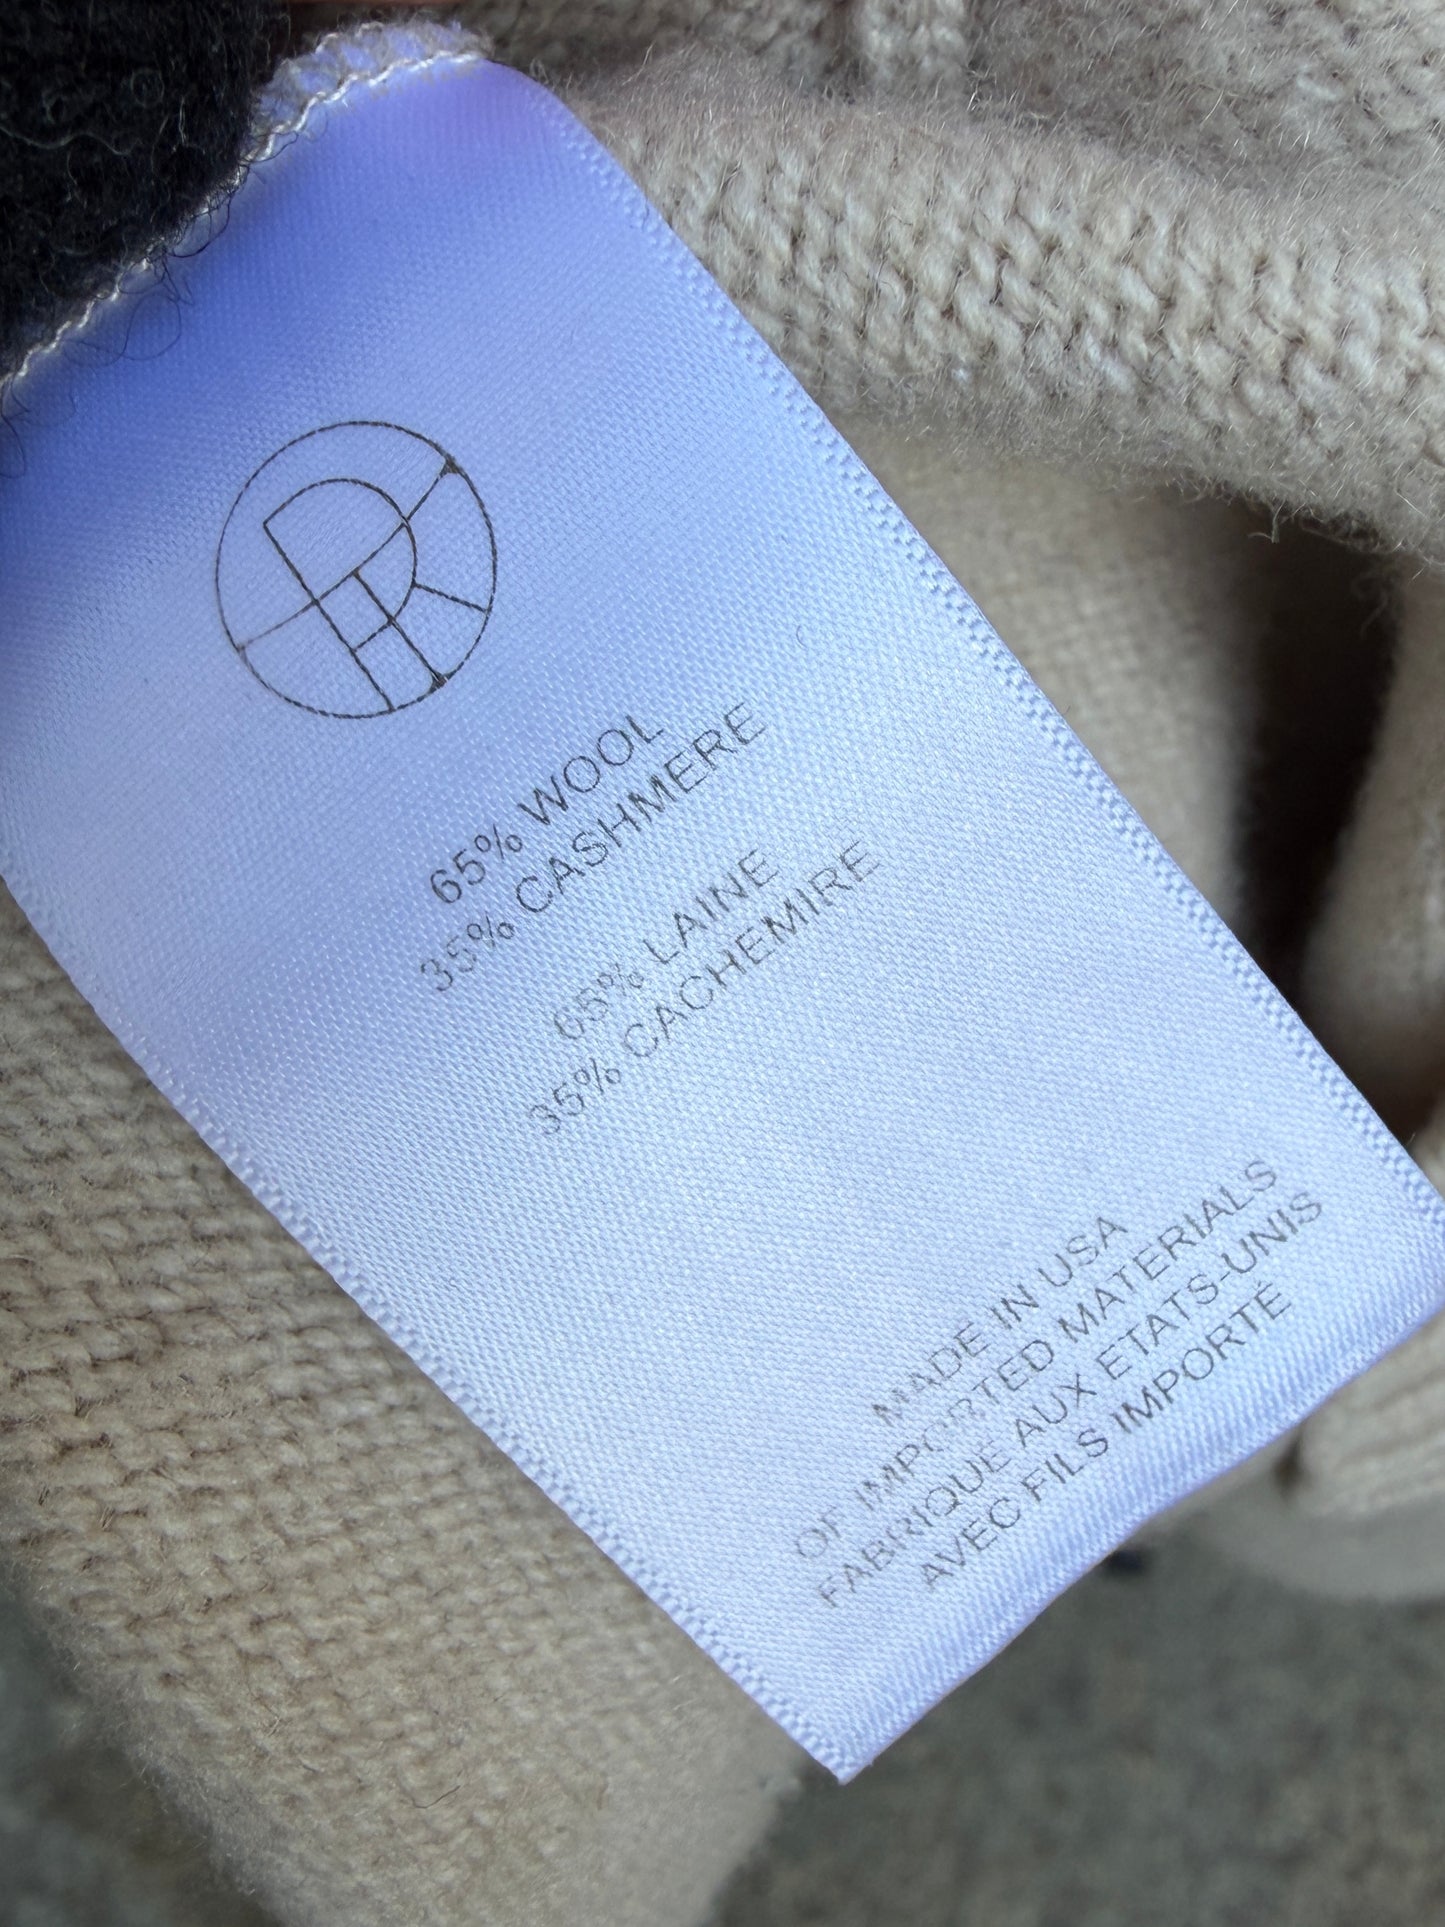 65% WOOL
35% CASHMERE
65% LAINE
35% CACHEMIRE
MADE IN USA
OF IMPORTED MATERIALS
FABRIQUE AUX ETATS-UNIS
AVEC FILS IMPORTÉ